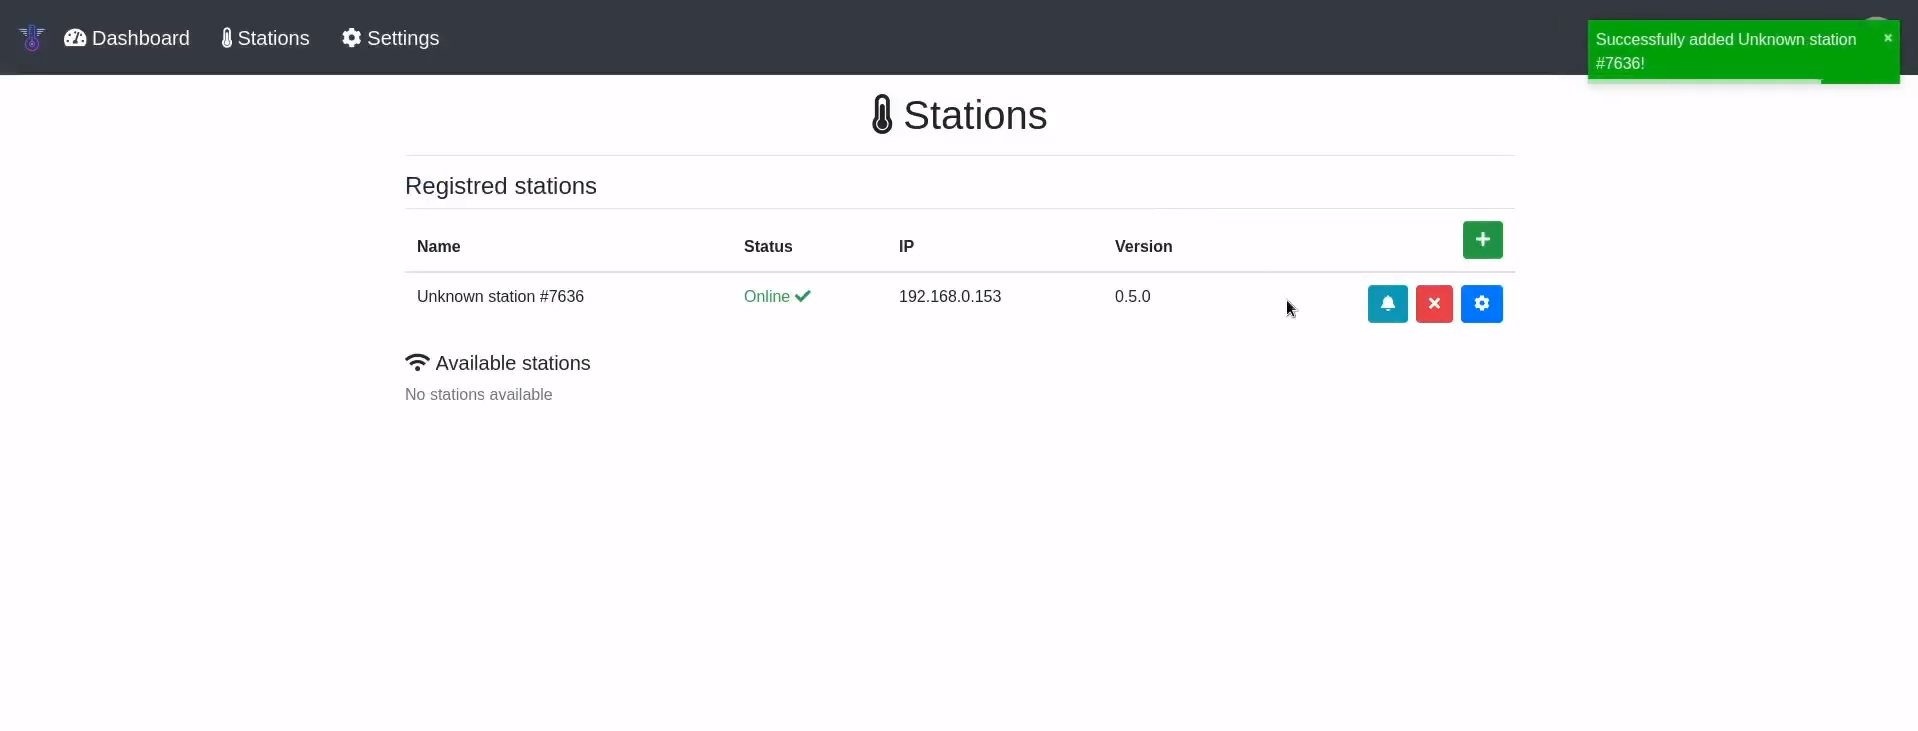 Dashboard
Stations
Settings
Successfully added Unknown station
#7636!
×
Stations
Registred stations
Name Status IP Version
Unknown station #7636 Online 192.168.0.153 0.5.0
Available stations
No stations available